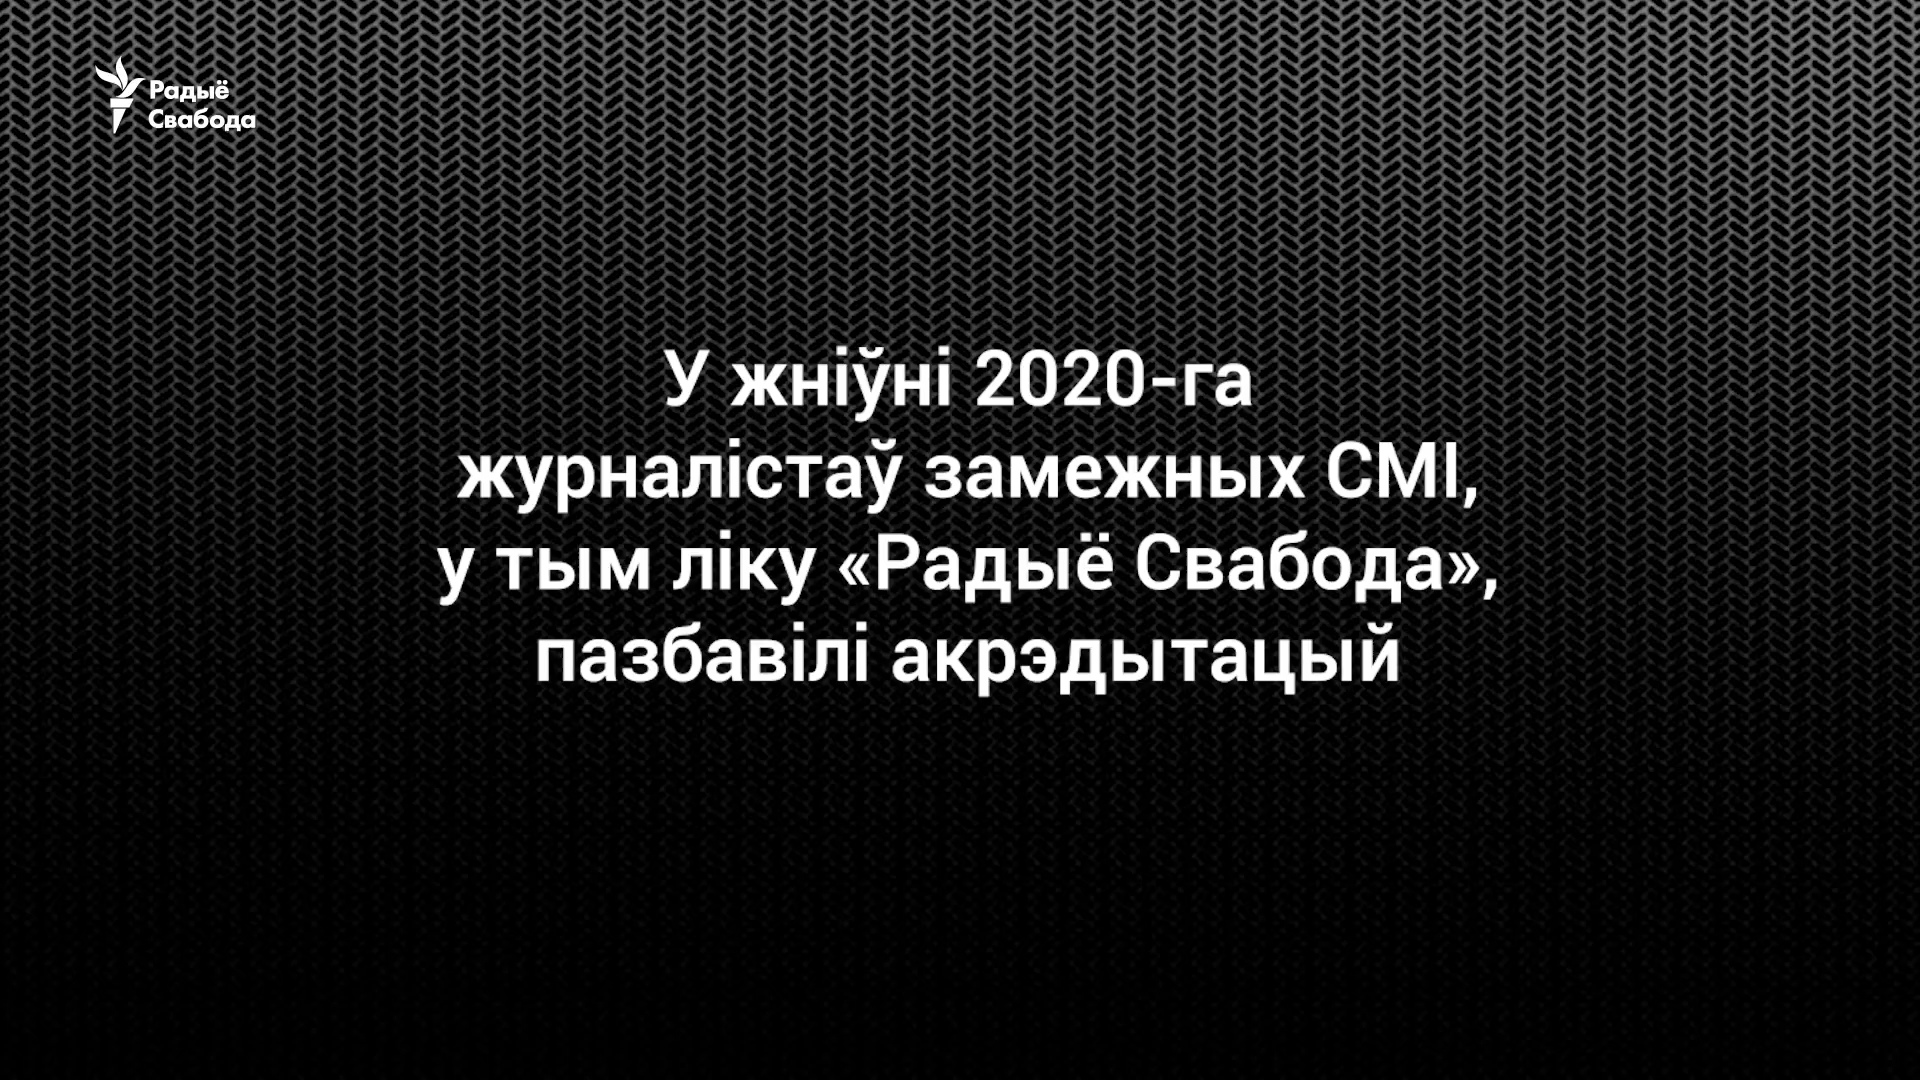 Радыё
Свабода
У жніўні 2020-га
журналістаў замежных СМІ,
у тым ліку «Радыё Свабода»,
пазбавілі акрэдытацый